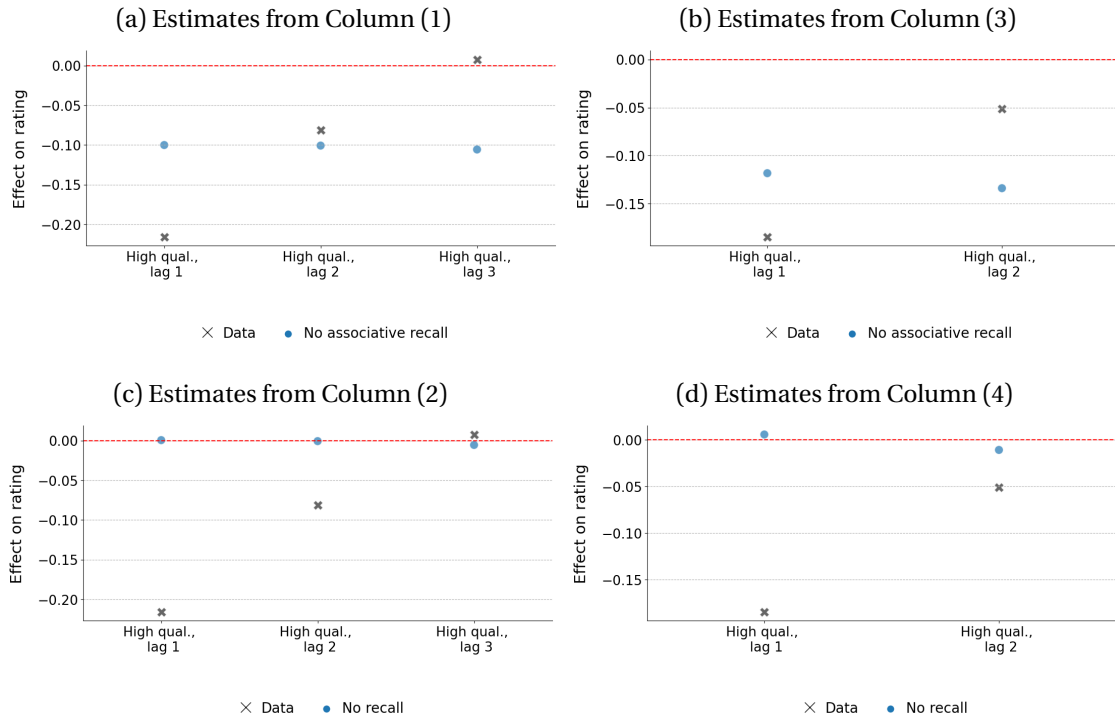 (a) Estimates from Column (1)
Effect on rating
0.00
−0.05
−0.10
−0.15
−0.20
High qual.,
lag 1
High qual.,
lag 2
High qual.,
lag 3
Data
No associative recall
(b) Estimates from Column (3)
Effect on rating
0.00
−0.05
−0.10
−0.15
High qual.,
lag 1
High qual.,
lag 2
Data
No associative recall
(c) Estimates from Column (2)
Effect on rating
0.00
−0.05
−0.10
−0.15
−0.20
High qual.,
lag 1
High qual.,
lag 2
High qual.,
lag 3
Data
No recall
(d) Estimates from Column (4)
Effect on rating
0.00
−0.05
−0.10
−0.15
High qual.,
lag 1
High qual.,
lag 2
Data
No recall